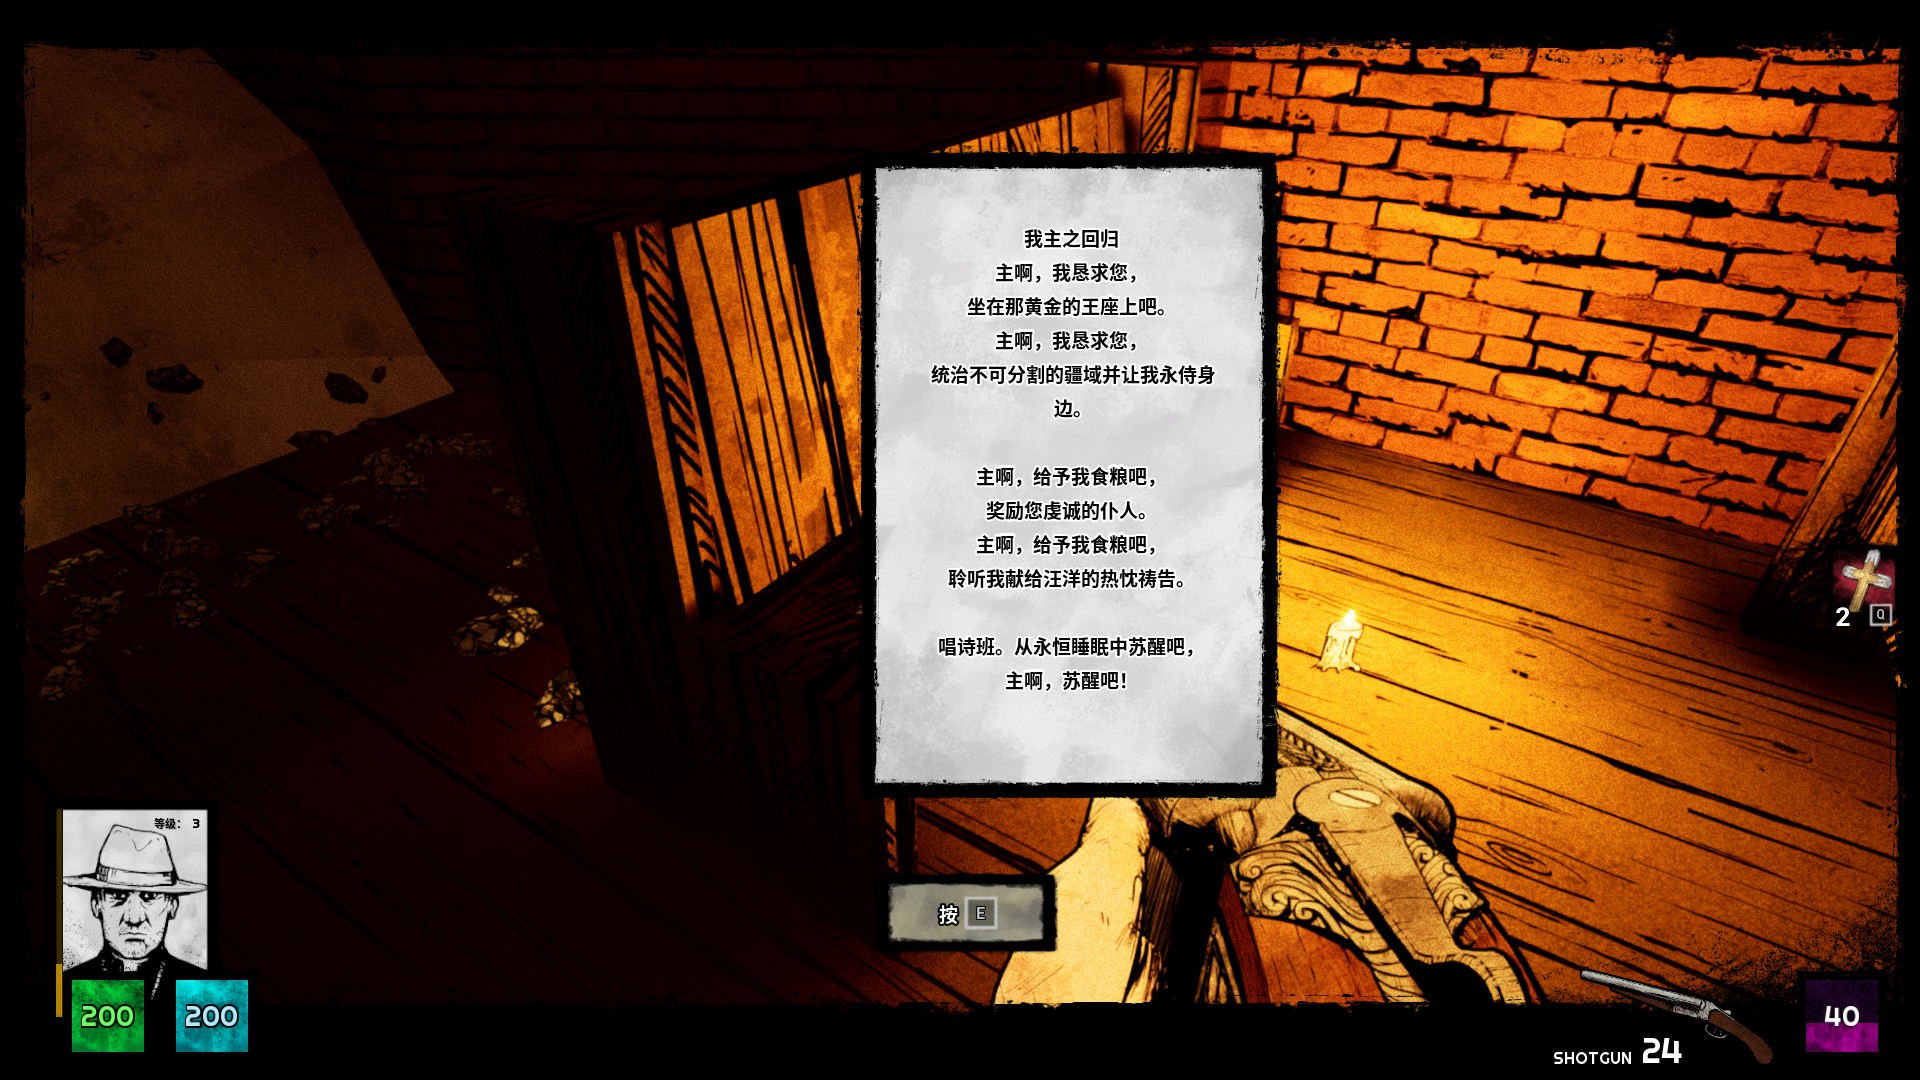 我主之回归
主啊，我恳求您，
坐在那黄金的王座上吧。
主啊，我恳求您，
统治不可分割的疆域并让我永侍身
边。
主啊，给予我食粮吧，
奖励您虔诚的仆人。
主啊，给予我食粮吧，
聆听我献给汪洋的热忱祷告。
唱诗班。从永恒睡眠中苏醒吧，
主啊，苏醒吧！
2 Q
等级： 3
按 E
200 200
SHOTGUN 24
40